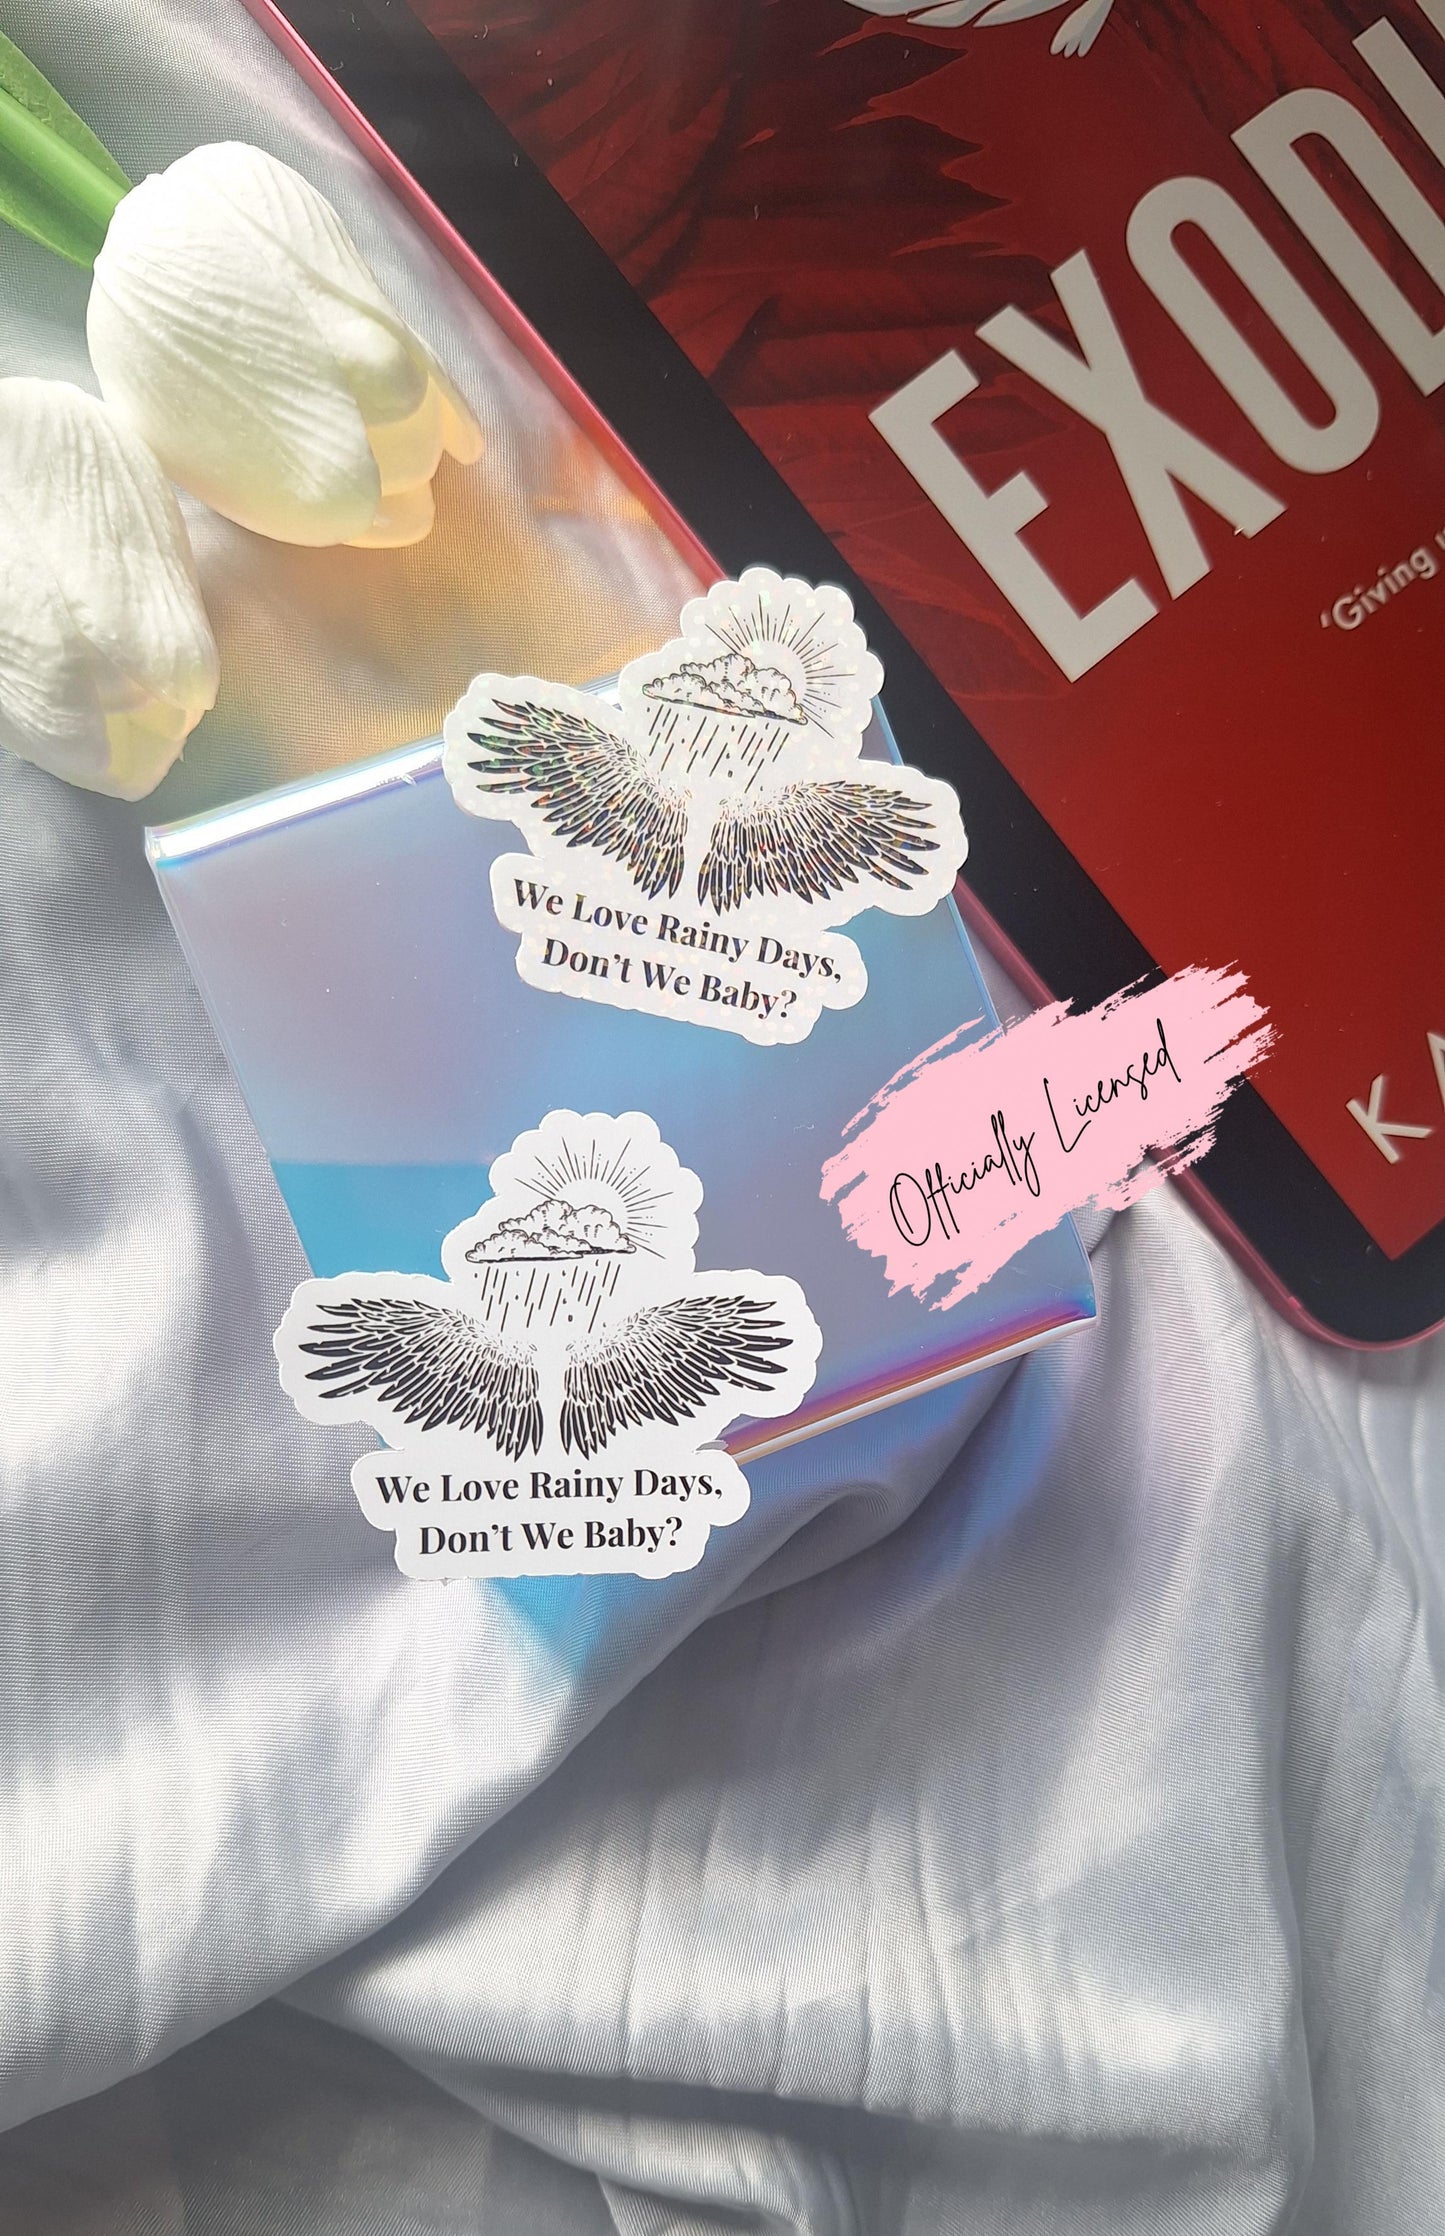 EXOD
'Giving
We Love Rainy Days,
Don't We Baby?
Officially Licensed
K A
We Love Rainy Days,
Don't We Baby?